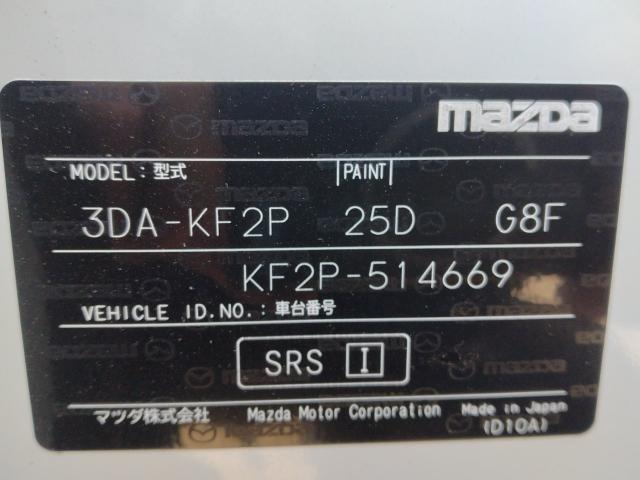 mazda
MODEL: 型式 PAINT
3DA-KF2P 25D G8F
KF2P-514669
VEHICLE ID.NO.: 車台番号
SRS I
マツダ株式会社 Mazda Motor Corporation Made in Japan
(D10A)